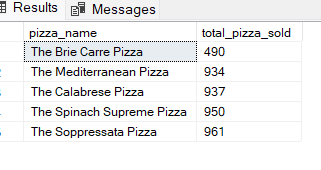 Results Messages
pizza_name total_pizza_sold
The Brie Carre Pizza 490
The Mediterranean Pizza 934
The Calabrese Pizza 937
The Spinach Supreme Pizza 950
The Soppressata Pizza 961